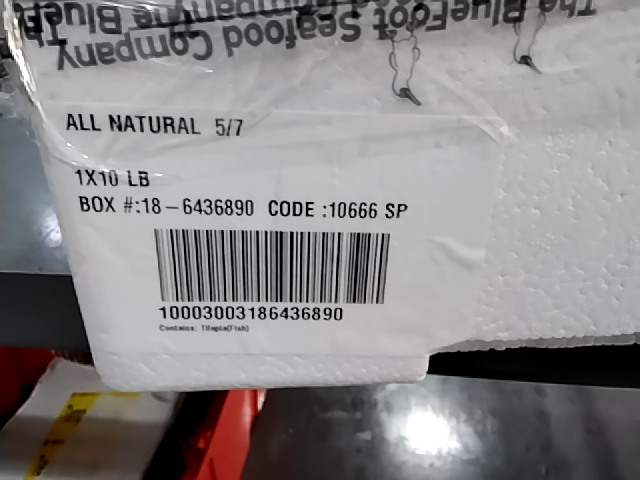 The BlueFoot Seafood Company
ALL NATURAL 5/7
1X10 LB
BOX #:18-6436890 CODE :10666 SP
10003003186436890
Contains: Tilapia(Fish)